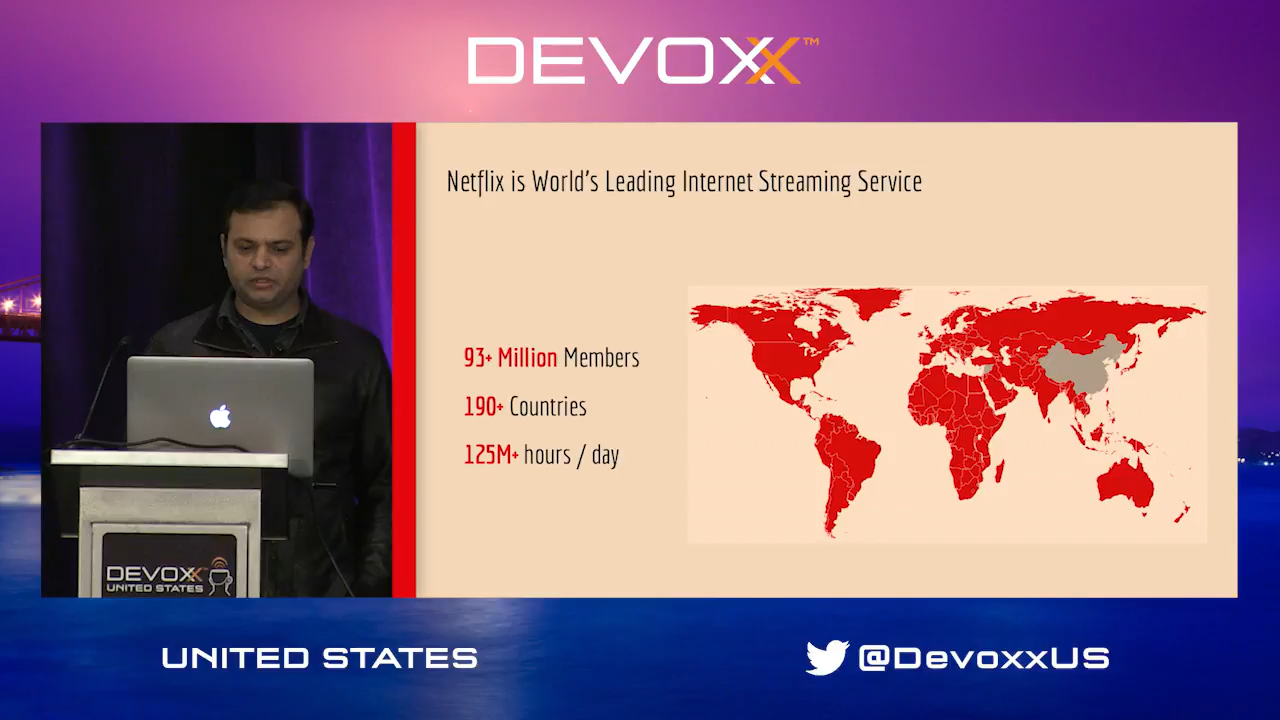 DEVOXX™
Netflix is World's Leading Internet Streaming Service
93+ Million Members
190+ Countries
125M+ hours / day
DEVOXX™
UNITED STATES
UNITED STATES
@DevoxxUS